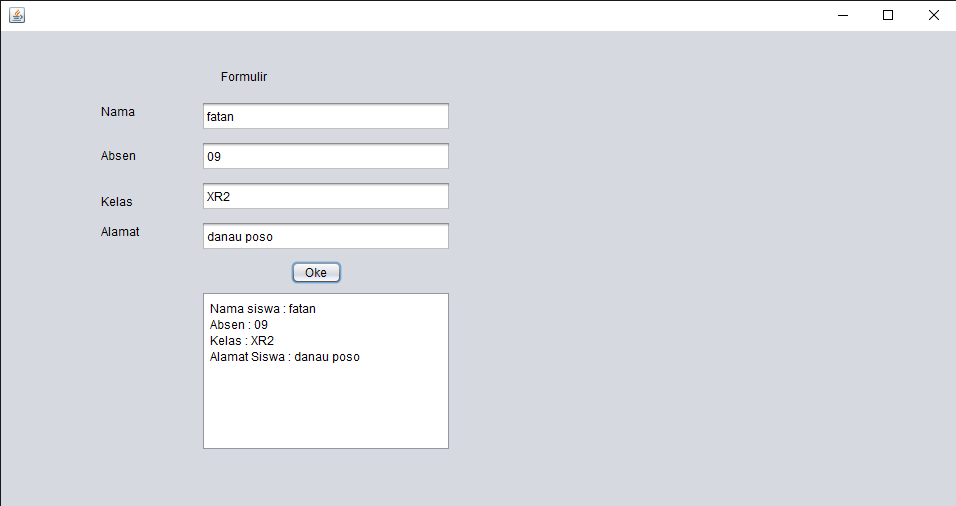 Formulir
Nama
fatan
Absen
09
Kelas
XR2
Alamat
danau poso
Oke
Nama siswa : fatan
Absen : 09
Kelas : XR2
Alamat Siswa : danau poso